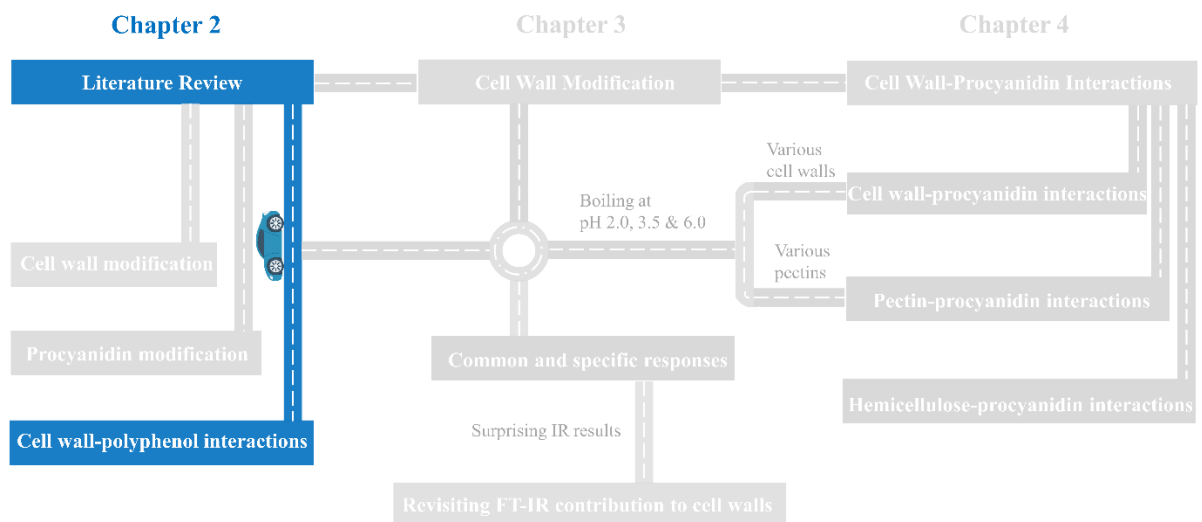 Chapter 2
Chapter 3
Chapter 4
Literature Review
Cell Wall Modification
Cell Wall-Procyanidin Interactions
Various
cell walls
Cell wall-procyanidin interactions
Boiling at
pH 2.0, 3.5 & 6.0
Cell wall modification
Various
pectins
Pectin-procyanidin interactions
Procyanidin modification
Common and specific responses
Hemicellulose-procyanidin interactions
Cell wall-polyphenol interactions
Surprising IR results
Revisiting FT-IR contribution to cell walls